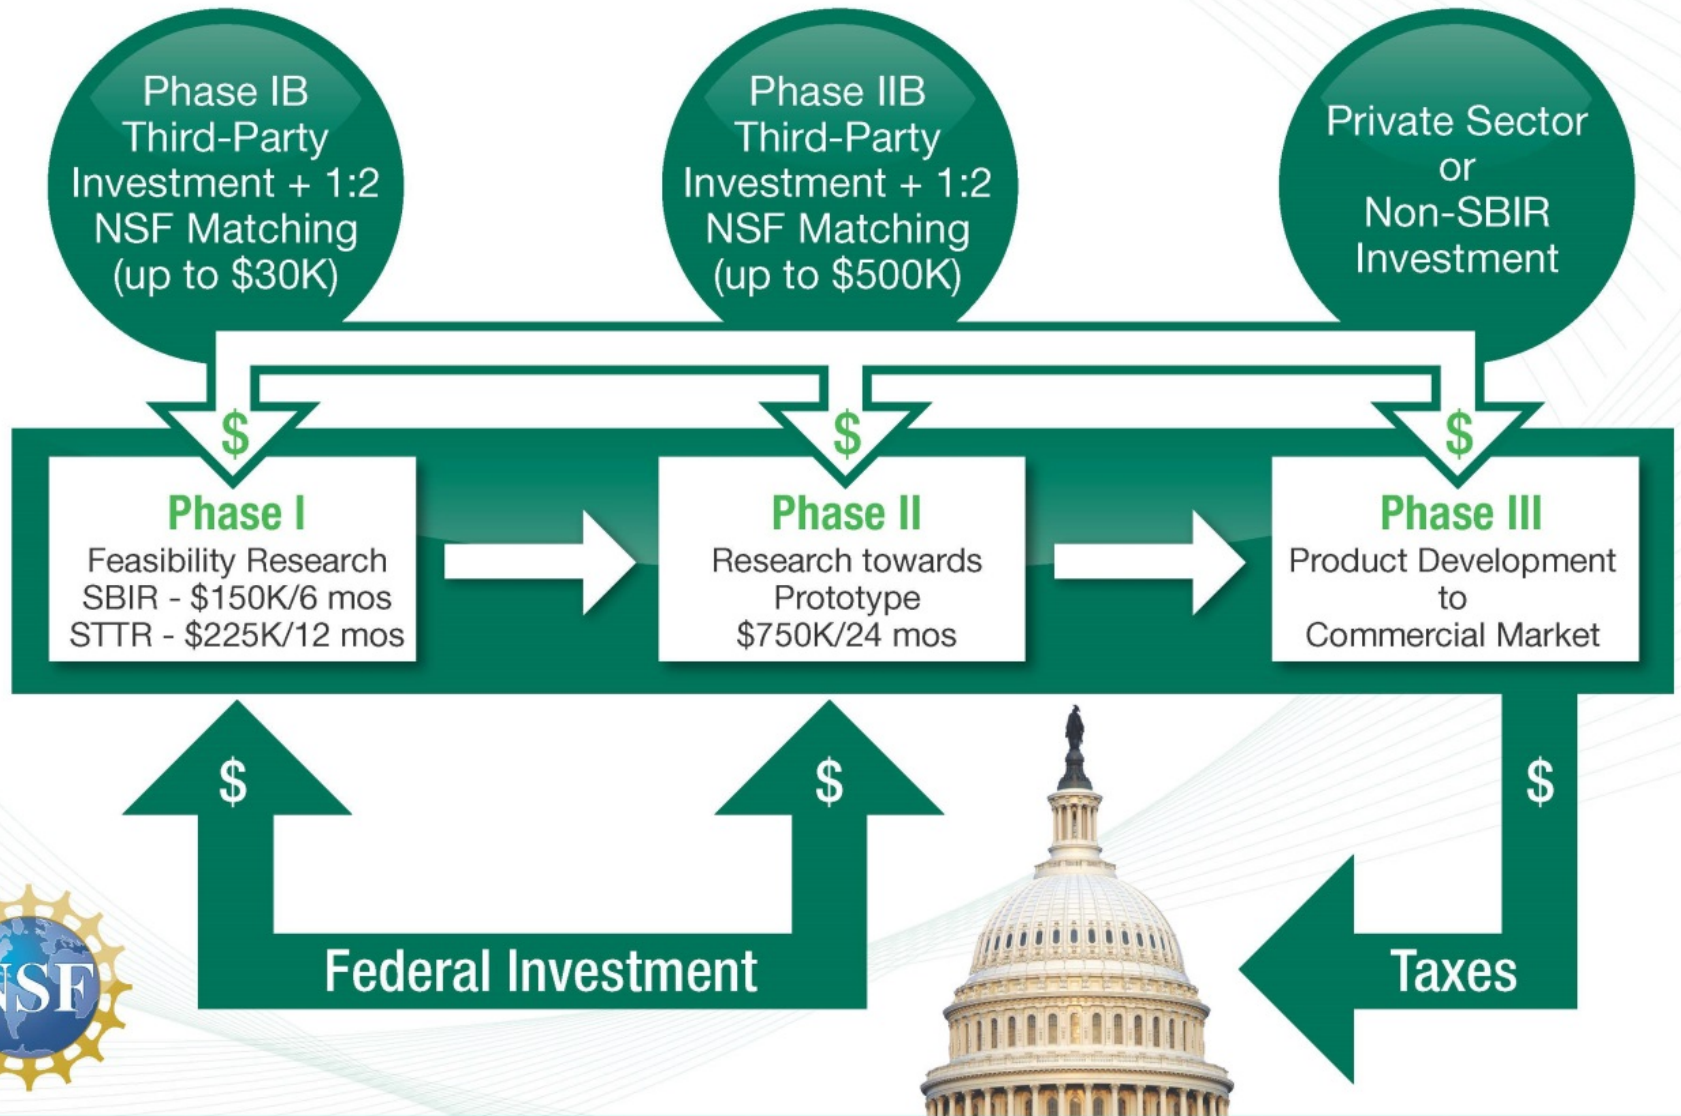 Phase IB
Third-Party
Investment + 1:2
NSF Matching
(up to $30K)
Phase IIB
Third-Party
Investment + 1:2
NSF Matching
(up to $500K)
Private Sector
or
Non-SBIR
Investment
$
$
$
Phase I
Feasibility Research
SBIR - $150K/6 mos
STTR - $225K/12 mos
Phase II
Research towards
Prototype
$750K/24 mos
Phase III
Product Development
to
Commercial Market
$
$
$
Federal Investment
Taxes
NSF